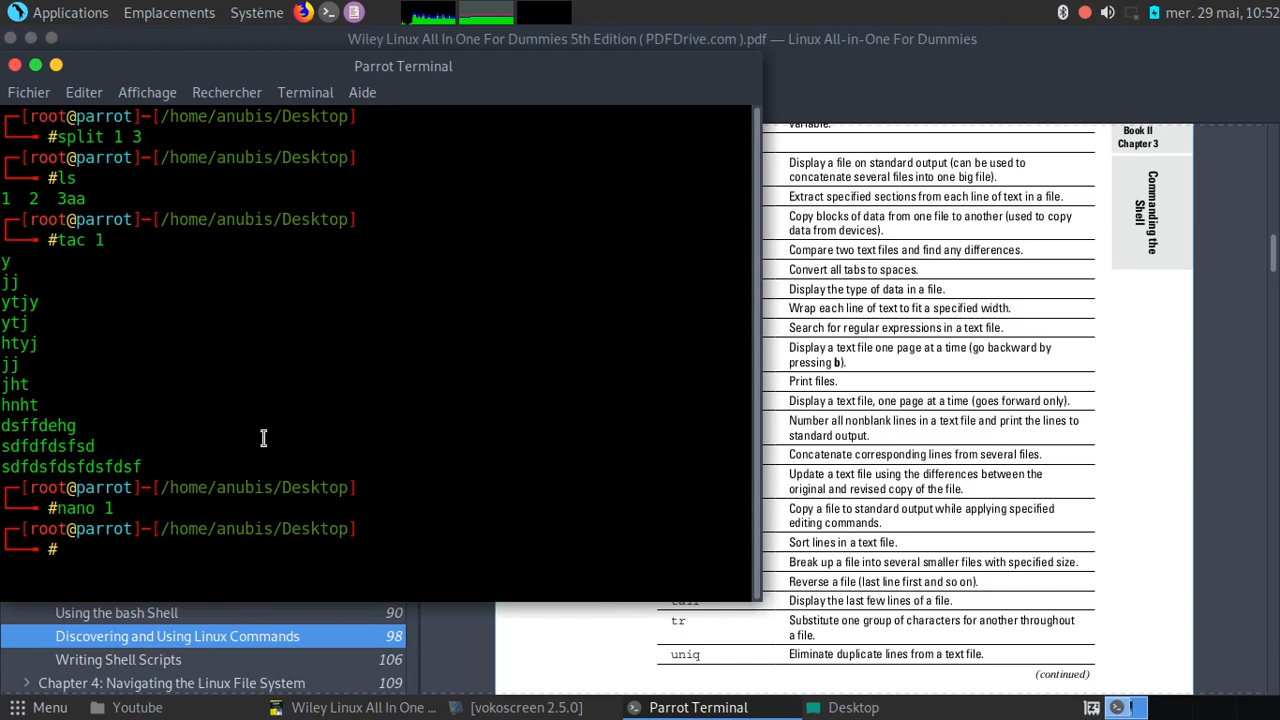 Applications Emplacements Système mer. 29 mai, 10:52
Wiley Linux All In One For Dummies 5th Edition ( PDFDrive.com ).pdf — Linux All-in-One For Dummies
Parrot Terminal
Fichier Editer Affichage Rechercher Terminal Aide
[root@parrot]─[/home/anubis/Desktop]
#split 1 3
[root@parrot]─[/home/anubis/Desktop]
#ls
1 2 3aa
[root@parrot]─[/home/anubis/Desktop]
#tac 1
y
jj
ytjy
ytj
htyj
jj
jht
hnht
dsffdehg
sdfdfdsfsd
sdfdsfdsfdsfdsf
[root@parrot]─[/home/anubis/Desktop]
#nano 1
[root@parrot]─[/home/anubis/Desktop]
#
variable.
Display a file on standard output (can be used to
concatenate several files into one big file).
Extract specified sections from each line of text in a file.
Copy blocks of data from one file to another (used to copy
data from devices).
Compare two text files and find any differences.
Convert all tabs to spaces.
Display the type of data in a file.
Wrap each line of text to fit a specified width.
Search for regular expressions in a text file.
Display a text file one page at a time (go backward by
pressing b).
Print files.
Display a text file, one page at a time (goes forward only).
Number all nonblank lines in a text file and print the lines to
standard output.
Concatenate corresponding lines from several files.
Update a text file using the differences between the
original and revised copy of the file.
Copy a file to standard output while applying specified
editing commands.
Sort lines in a text file.
Break up a file into several smaller files with specified size.
Reverse a file (last line first and so on).
tail Display the last few lines of a file.
tr Substitute one group of characters for another throughout
a file.
uniq Eliminate duplicate lines from a text file.
(continued)
Book II
Chapter 3
Commanding the
Shell
Using the bash Shell 90
Discovering and Using Linux Commands 98
Writing Shell Scripts 106
Chapter 4: Navigating the Linux File System 109
Menu Youtube Wiley Linux All In One ... [vokoscreen 2.5.0] Parrot Terminal Desktop